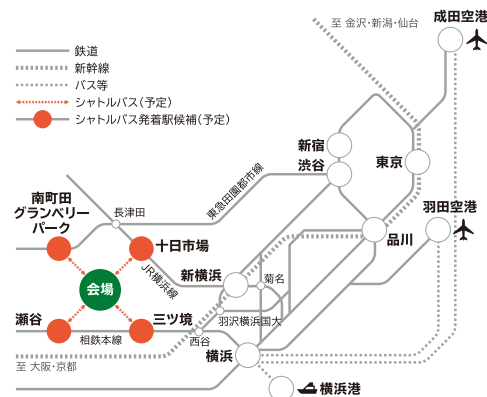 至 金沢・新潟・仙台
成田空港
鉄道
新幹線
バス等
シャトルバス(予定)
シャトルバス発着駅候補(予定)
新宿
渋谷
東京
東急田園都市線
南町田
グランベリー
パーク
長津田
羽田空港
十日市場
品川
JR横浜線
新横浜
菊名
会場
羽沢横浜国大
瀬谷
三ツ境
相鉄本線
西谷
横浜
至 大阪・京都
横浜港